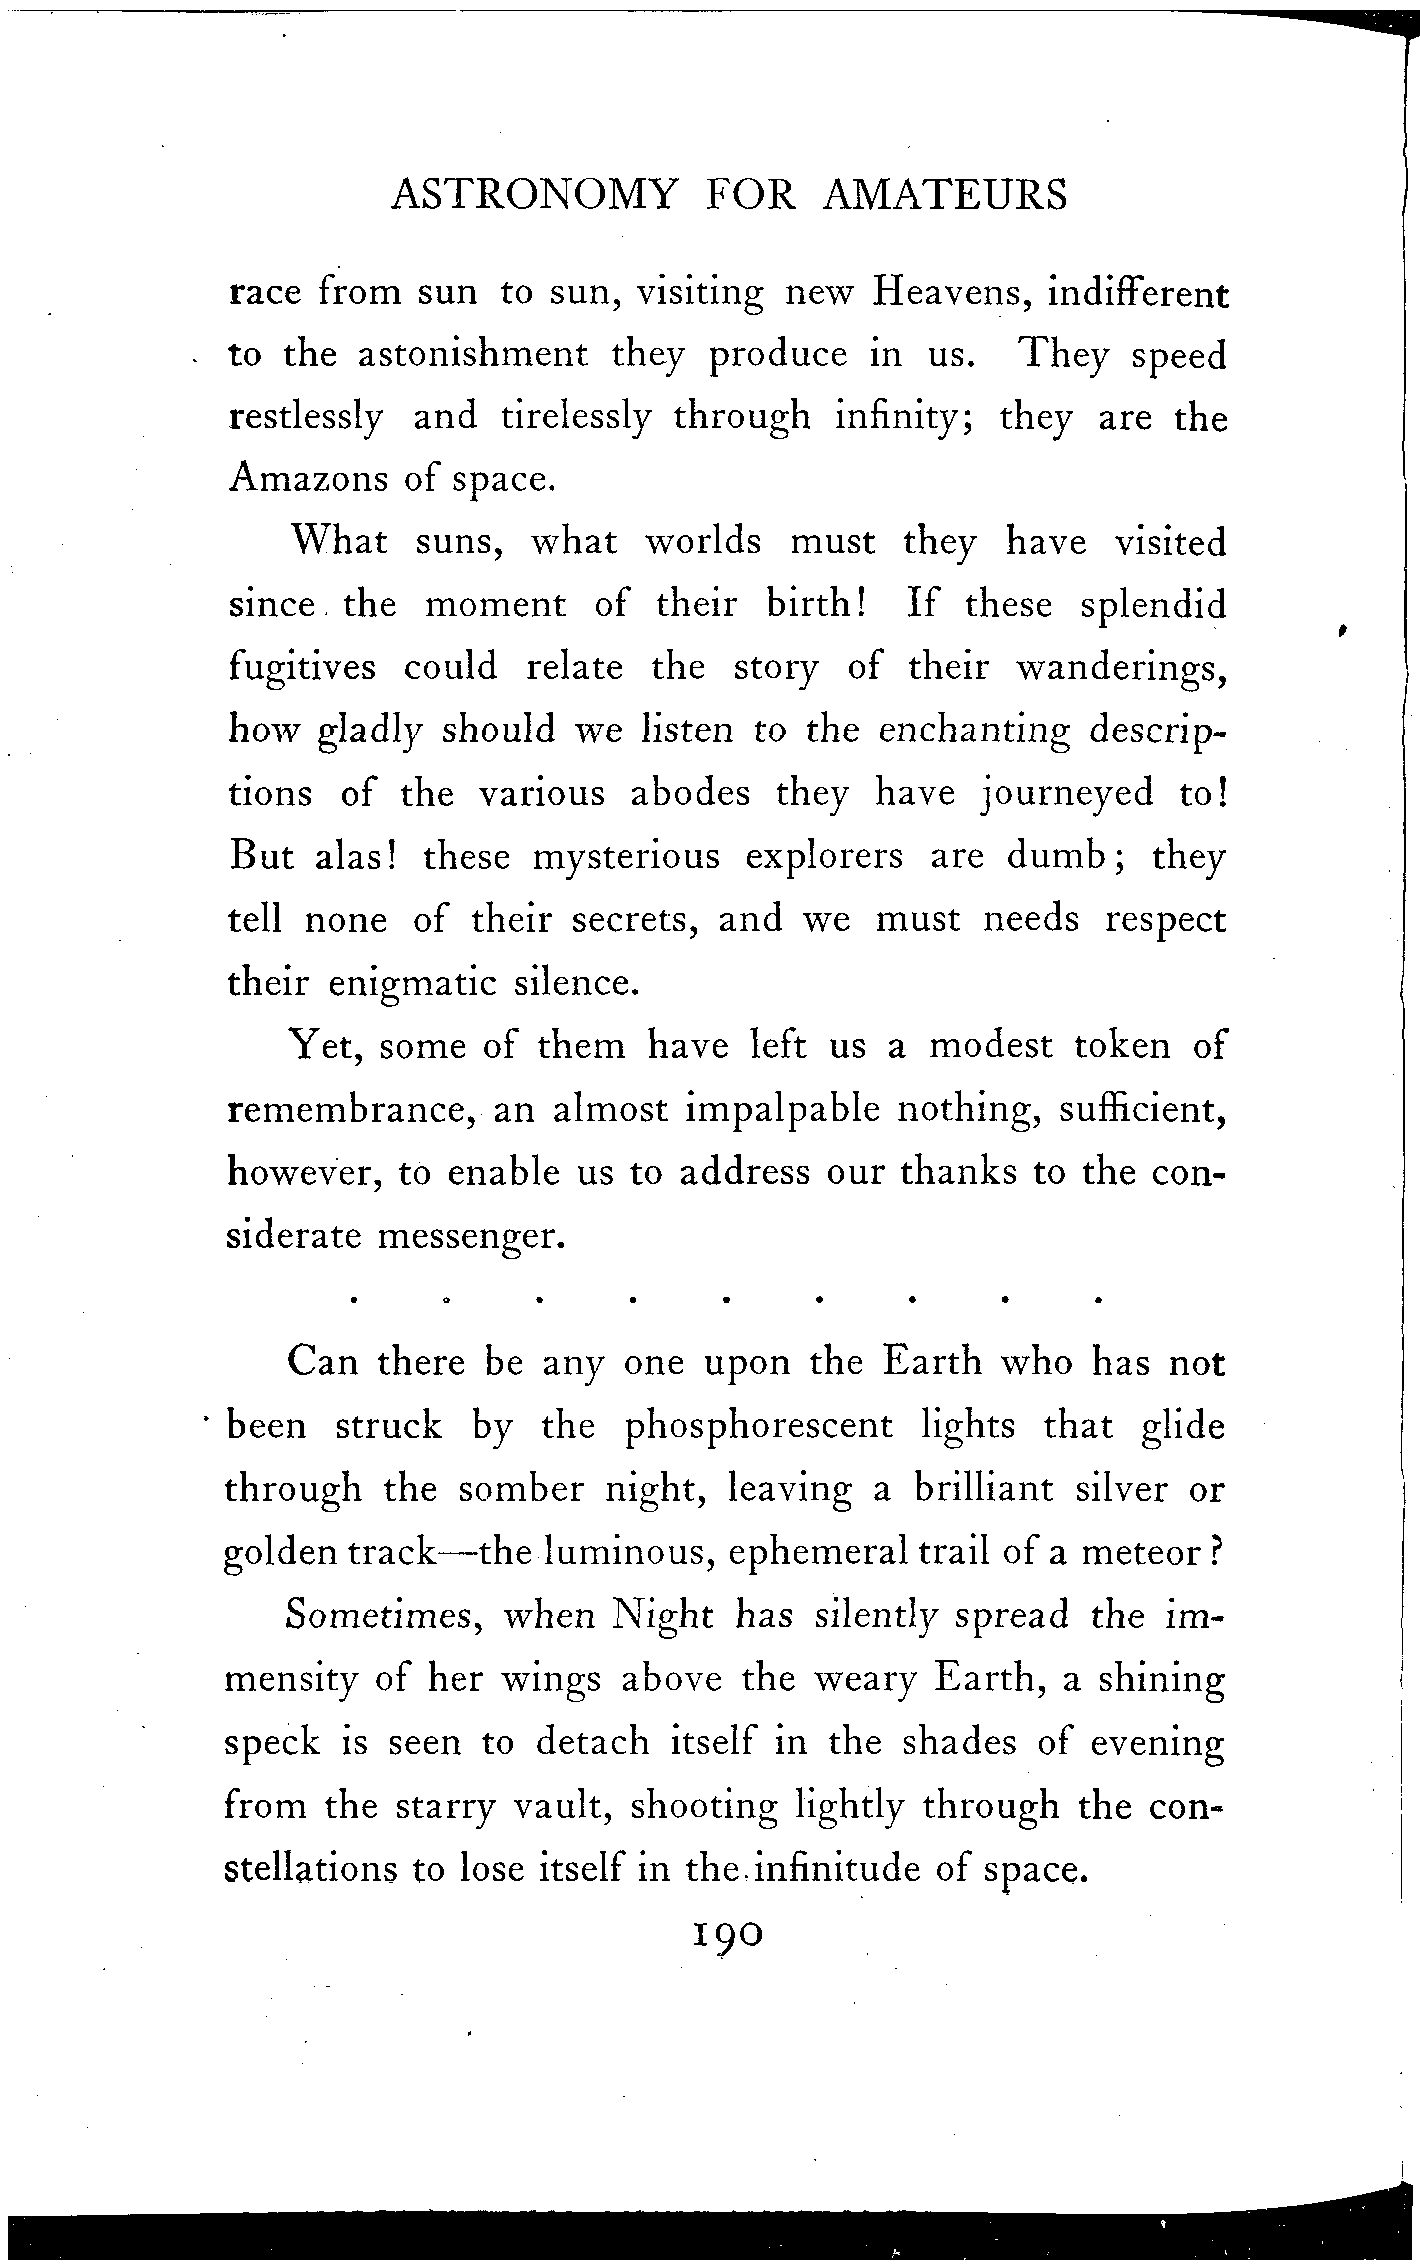 ASTRONOMY FOR AMATEURS
race from sun to sun, visiting new Heavens, indifferent
to the astonishment they produce in us. They speed
restlessly and tirelessly through infinity; they are the
Amazons of space.
What suns, what worlds must they have visited
since the moment of their birth! If these splendid
fugitives could relate the story of their wanderings,
how gladly should we listen to the enchanting descrip-
tions of the various abodes they have journeyed to!
But alas! these mysterious explorers are dumb; they
tell none of their secrets, and we must needs respect
their enigmatic silence.
Yet, some of them have left us a modest token of
remembrance, an almost impalpable nothing, sufficient,
however, to enable us to address our thanks to the con-
siderate messenger.
. . . . . . . . .
Can there be any one upon the Earth who has not
been struck by the phosphorescent lights that glide
through the somber night, leaving a brilliant silver or
golden track—the luminous, ephemeral trail of a meteor?
Sometimes, when Night has silently spread the im-
mensity of her wings above the weary Earth, a shining
speck is seen to detach itself in the shades of evening
from the starry vault, shooting lightly through the con-
stellations to lose itself in the infinitude of space.
190